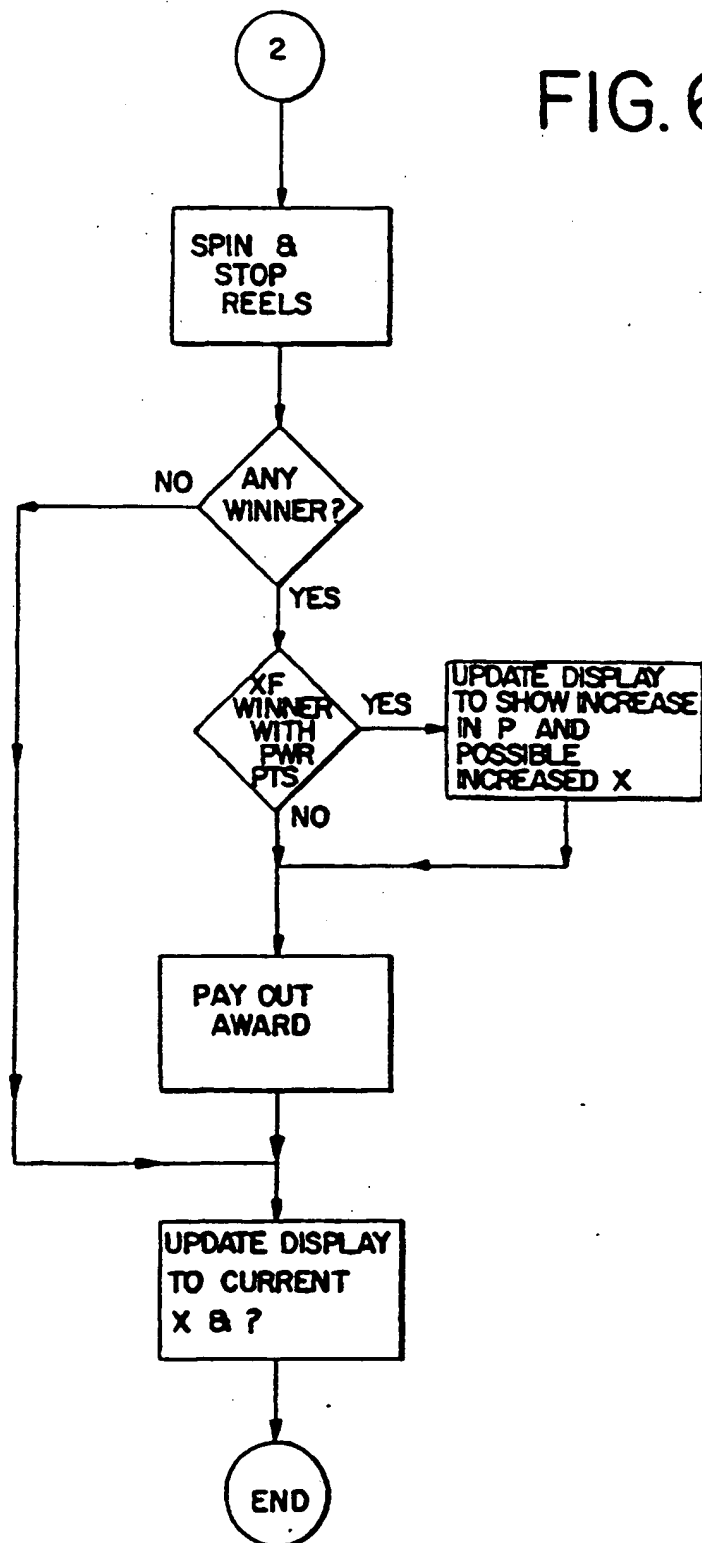 2
FIG. 6
SPIN &
STOP
REELS
ANY
WINNER?
NO
YES
XF
WINNER
WITH
PWR
PTS
YES
NO
UPDATE DISPLAY
TO SHOW INCREASE
IN P AND
POSSIBLE
INCREASED X
PAY OUT
AWARD
UPDATE DISPLAY
TO CURRENT
X & ?
END